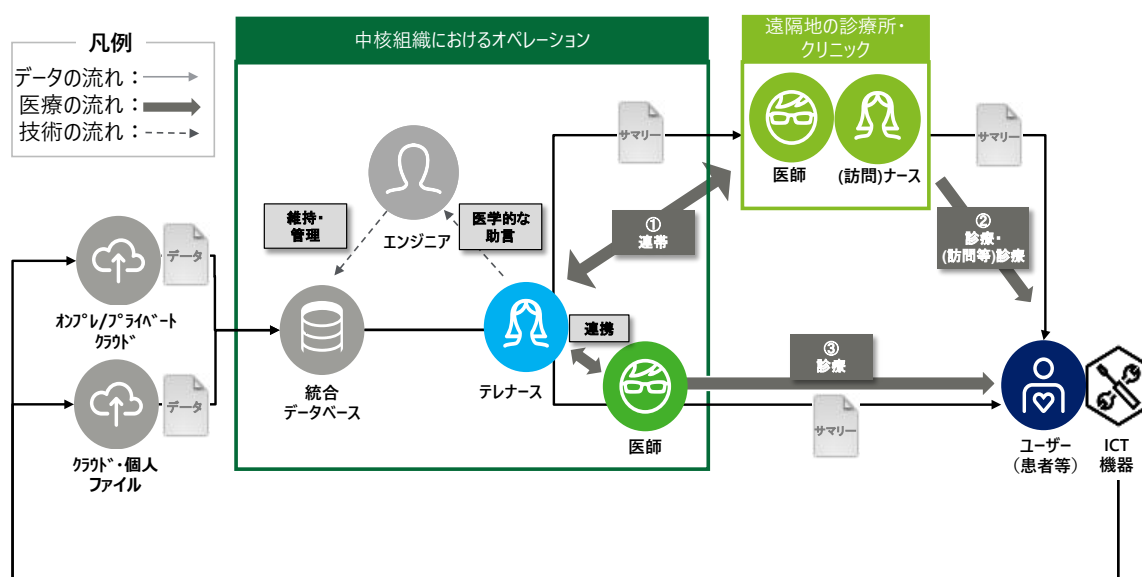 凡例
データの流れ：
医療の流れ：
技術の流れ：
中核組織におけるオペレーション
遠隔地の診療所・
クリニック
サマリー
サマリー
医師
(訪問)ナース
維持・
管理
エンジニア
医学的な
助言
①
連帯
②
診療・
(訪問等)診療
データ
オンプレ/プライベート
クラウド
連携
テレナース
統合
データベース
③
診療
データ
クラウド・個人
ファイル
医師
サマリー
ユーザー
（患者等）
ICT
機器